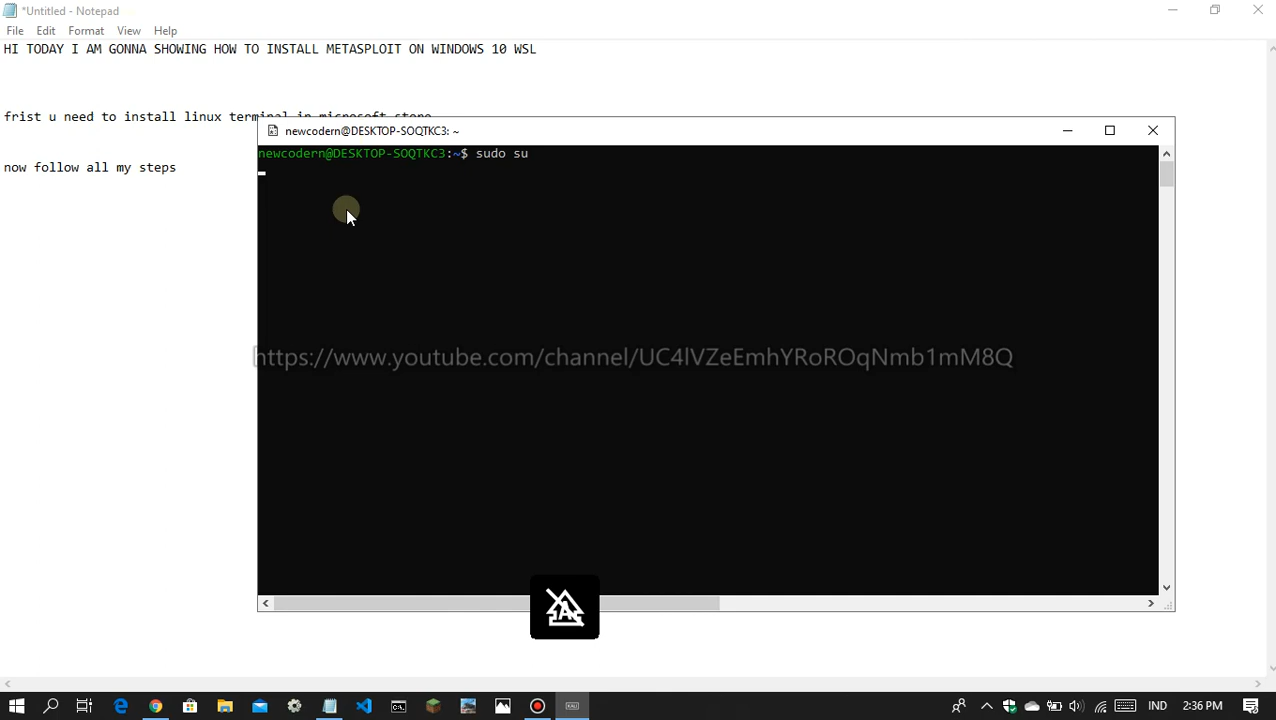 *Untitled - Notepad
File Edit Format View Help
HI TODAY I AM GONNA SHOWING HOW TO INSTALL METASPLOIT ON WINDOWS 10 WSL
frist u need to install linux terminal in microsoft store
now follow all my steps
newcodern@DESKTOP-SOQTKC3: ~
newcodern@DESKTOP-SOQTKC3:~$ sudo su
https://www.youtube.com/channel/UC4lVZeEmhYRoROqNmb1mM8Q
A
KALI
IND
2:36 PM